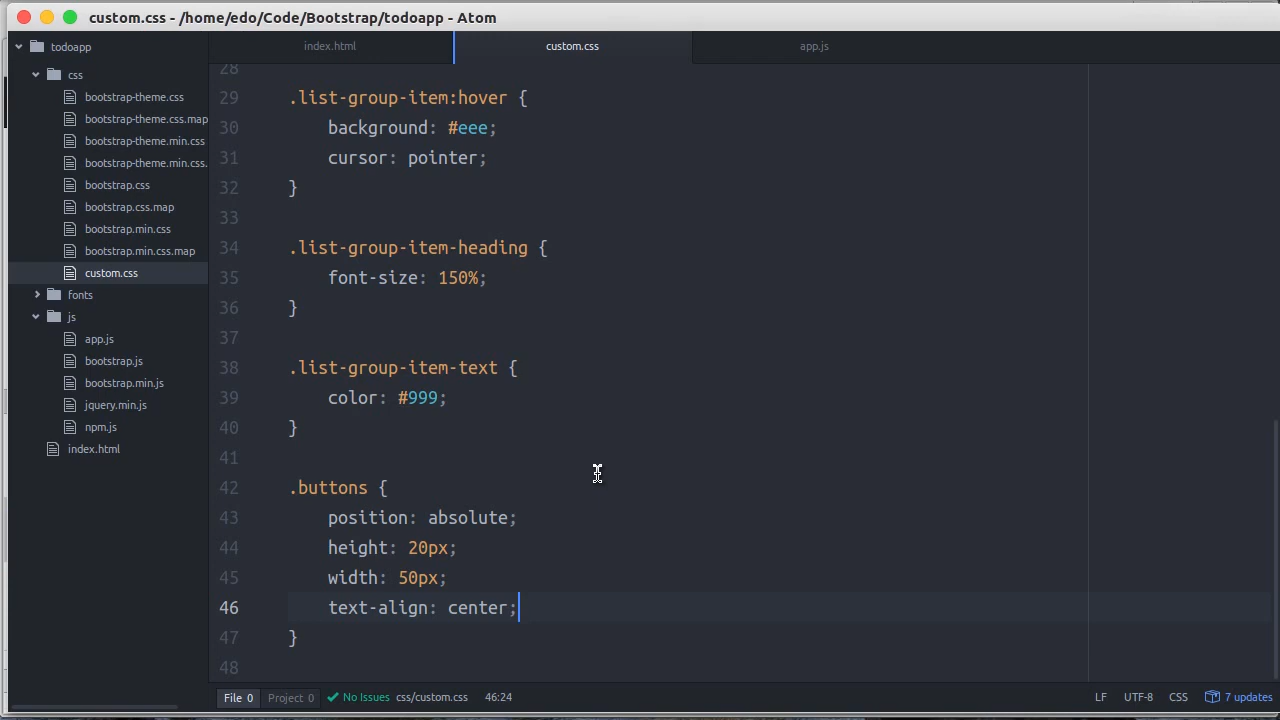 custom.css - /home/edo/Code/Bootstrap/todoapp - Atom
todoapp
css
bootstrap-theme.css
bootstrap-theme.css.map
bootstrap-theme.min.css
bootstrap-theme.min.css.
bootstrap.css
bootstrap.css.map
bootstrap.min.css
bootstrap.min.css.map
custom.css
fonts
js
app.js
bootstrap.js
bootstrap.min.js
jquery.min.js
npm.js
index.html
index.html custom.css app.js
28
29 .list-group-item:hover {
30 background: #eee;
31 cursor: pointer;
32 }
33
34 .list-group-item-heading {
35 font-size: 150%;
36 }
37
38 .list-group-item-text {
39 color: #999;
40 }
41
42 .buttons {
43 position: absolute;
44 height: 20px;
45 width: 50px;
46 text-align: center;
47 }
48
File 0 Project 0 No Issues css/custom.css 46:24 LF UTF-8 CSS 7 updates